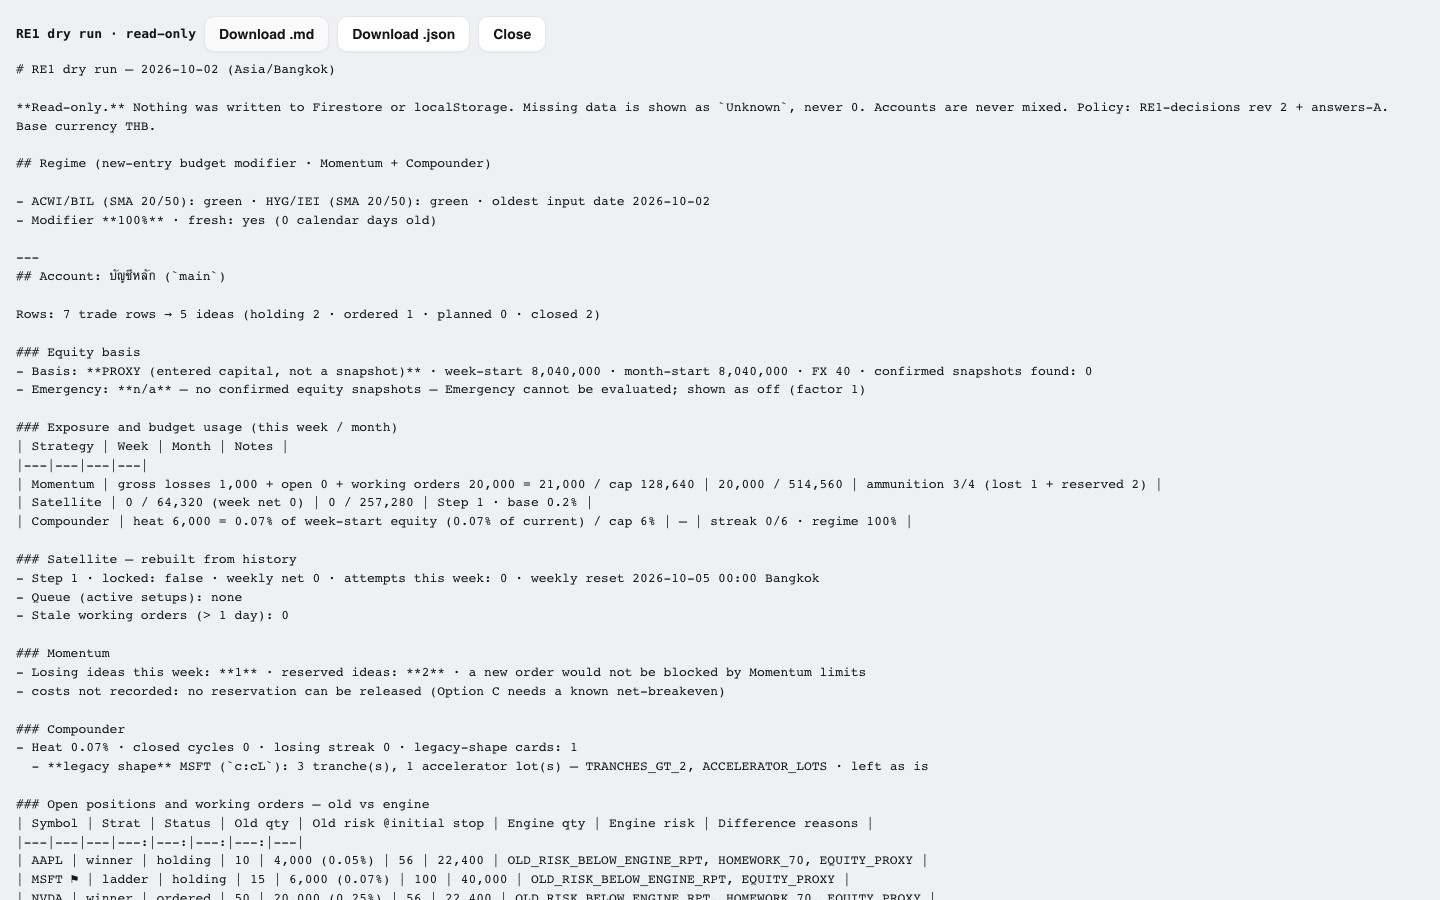 RE1 dry run · read-only Download .md Download .json Close
# RE1 dry run — 2026-10-02 (Asia/Bangkok)
**Read-only.** Nothing was written to Firestore or localStorage. Missing data is shown as `Unknown`, never 0. Accounts are never mixed. Policy: RE1-decisions rev 2 + answers-A.
Base currency THB.
## Regime (new-entry budget modifier · Momentum + Compounder)
- ACWI/BIL (SMA 20/50): green · HYG/IEI (SMA 20/50): green · oldest input date 2026-10-02
- Modifier **100%** · fresh: yes (0 calendar days old)
---
## Account: บัญชีหลัก (`main`)
Rows: 7 trade rows → 5 ideas (holding 2 · ordered 1 · planned 0 · closed 2)
### Equity basis
- Basis: **PROXY (entered capital, not a snapshot)** · week-start 8,040,000 · month-start 8,040,000 · FX 40 · confirmed snapshots found: 0
- Emergency: **n/a** — no confirmed equity snapshots — Emergency cannot be evaluated; shown as off (factor 1)
### Exposure and budget usage (this week / month)
| Strategy | Week | Month | Notes |
|---|---|---|---|
| Momentum | gross losses 1,000 + open 0 + working orders 20,000 = 21,000 / cap 128,640 | 20,000 / 514,560 | ammunition 3/4 (lost 1 + reserved 2) |
| Satellite | 0 / 64,320 (week net 0) | 0 / 257,280 | Step 1 · base 0.2% |
| Compounder | heat 6,000 = 0.07% of week-start equity (0.07% of current) / cap 6% | — | streak 0/6 · regime 100% |
### Satellite — rebuilt from history
- Step 1 · locked: false · weekly net 0 · attempts this week: 0 · weekly reset 2026-10-05 00:00 Bangkok
- Queue (active setups): none
- Stale working orders (> 1 day): 0
### Momentum
- Losing ideas this week: **1** · reserved ideas: **2** · a new order would not be blocked by Momentum limits
- costs not recorded: no reservation can be released (Option C needs a known net-breakeven)
### Compounder
- Heat 0.07% · closed cycles 0 · losing streak 0 · legacy-shape cards: 1
- **legacy shape** MSFT (`c:cL`): 3 tranche(s), 1 accelerator lot(s) — TRANCHES_GT_2, ACCELERATOR_LOTS · left as is
### Open positions and working orders — old vs engine
| Symbol | Strat | Status | Old qty | Old risk @initial stop | Engine qty | Engine risk | Difference reasons |
|---|---|---|---:|---:|---:|---:|---|
| AAPL | winner | holding | 10 | 4,000 (0.05%) | 56 | 22,400 | OLD_RISK_BELOW_ENGINE_RPT, HOMEWORK_70, EQUITY_PROXY |
| MSFT ⚑ | ladder | holding | 15 | 6,000 (0.07%) | 100 | 40,000 | OLD_RISK_BELOW_ENGINE_RPT, EQUITY_PROXY |
| NVDA | winner | ordered | 50 | 20,000 (0.25%) | 56 | 22,400 | OLD_RISK_BELOW_ENGINE_RPT, HOMEWORK_70, EQUITY_PROXY |